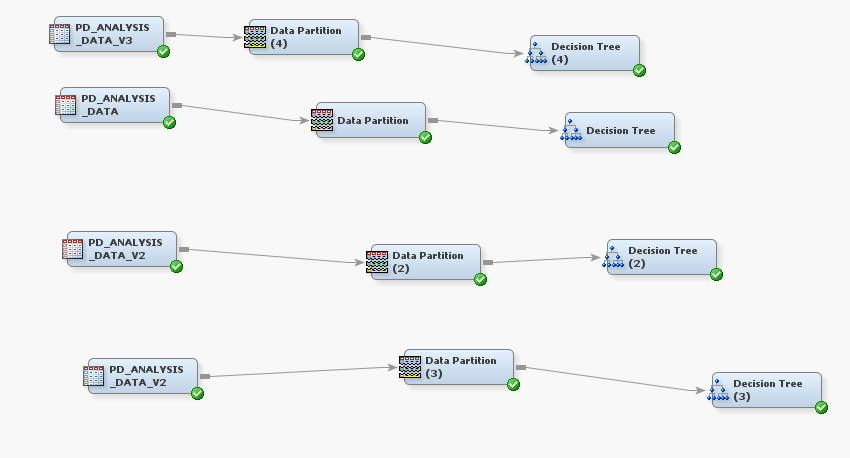 PD_ANALYSIS
_DATA_V3
Data Partition
(4)
Decision Tree
(4)
PD_ANALYSIS
_DATA
Data Partition
Decision Tree
PD_ANALYSIS
_DATA_V2
Data Partition
(2)
Decision Tree
(2)
PD_ANALYSIS
_DATA_V2
Data Partition
(3)
Decision Tree
(3)